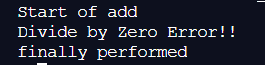 Start of add
Divide by Zero Error!!
finally performed